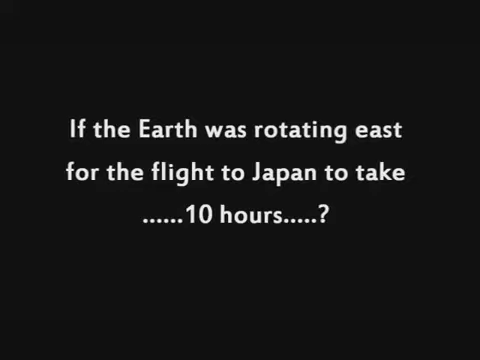 If the Earth was rotating east
for the flight to Japan to take
......10 hours.....?